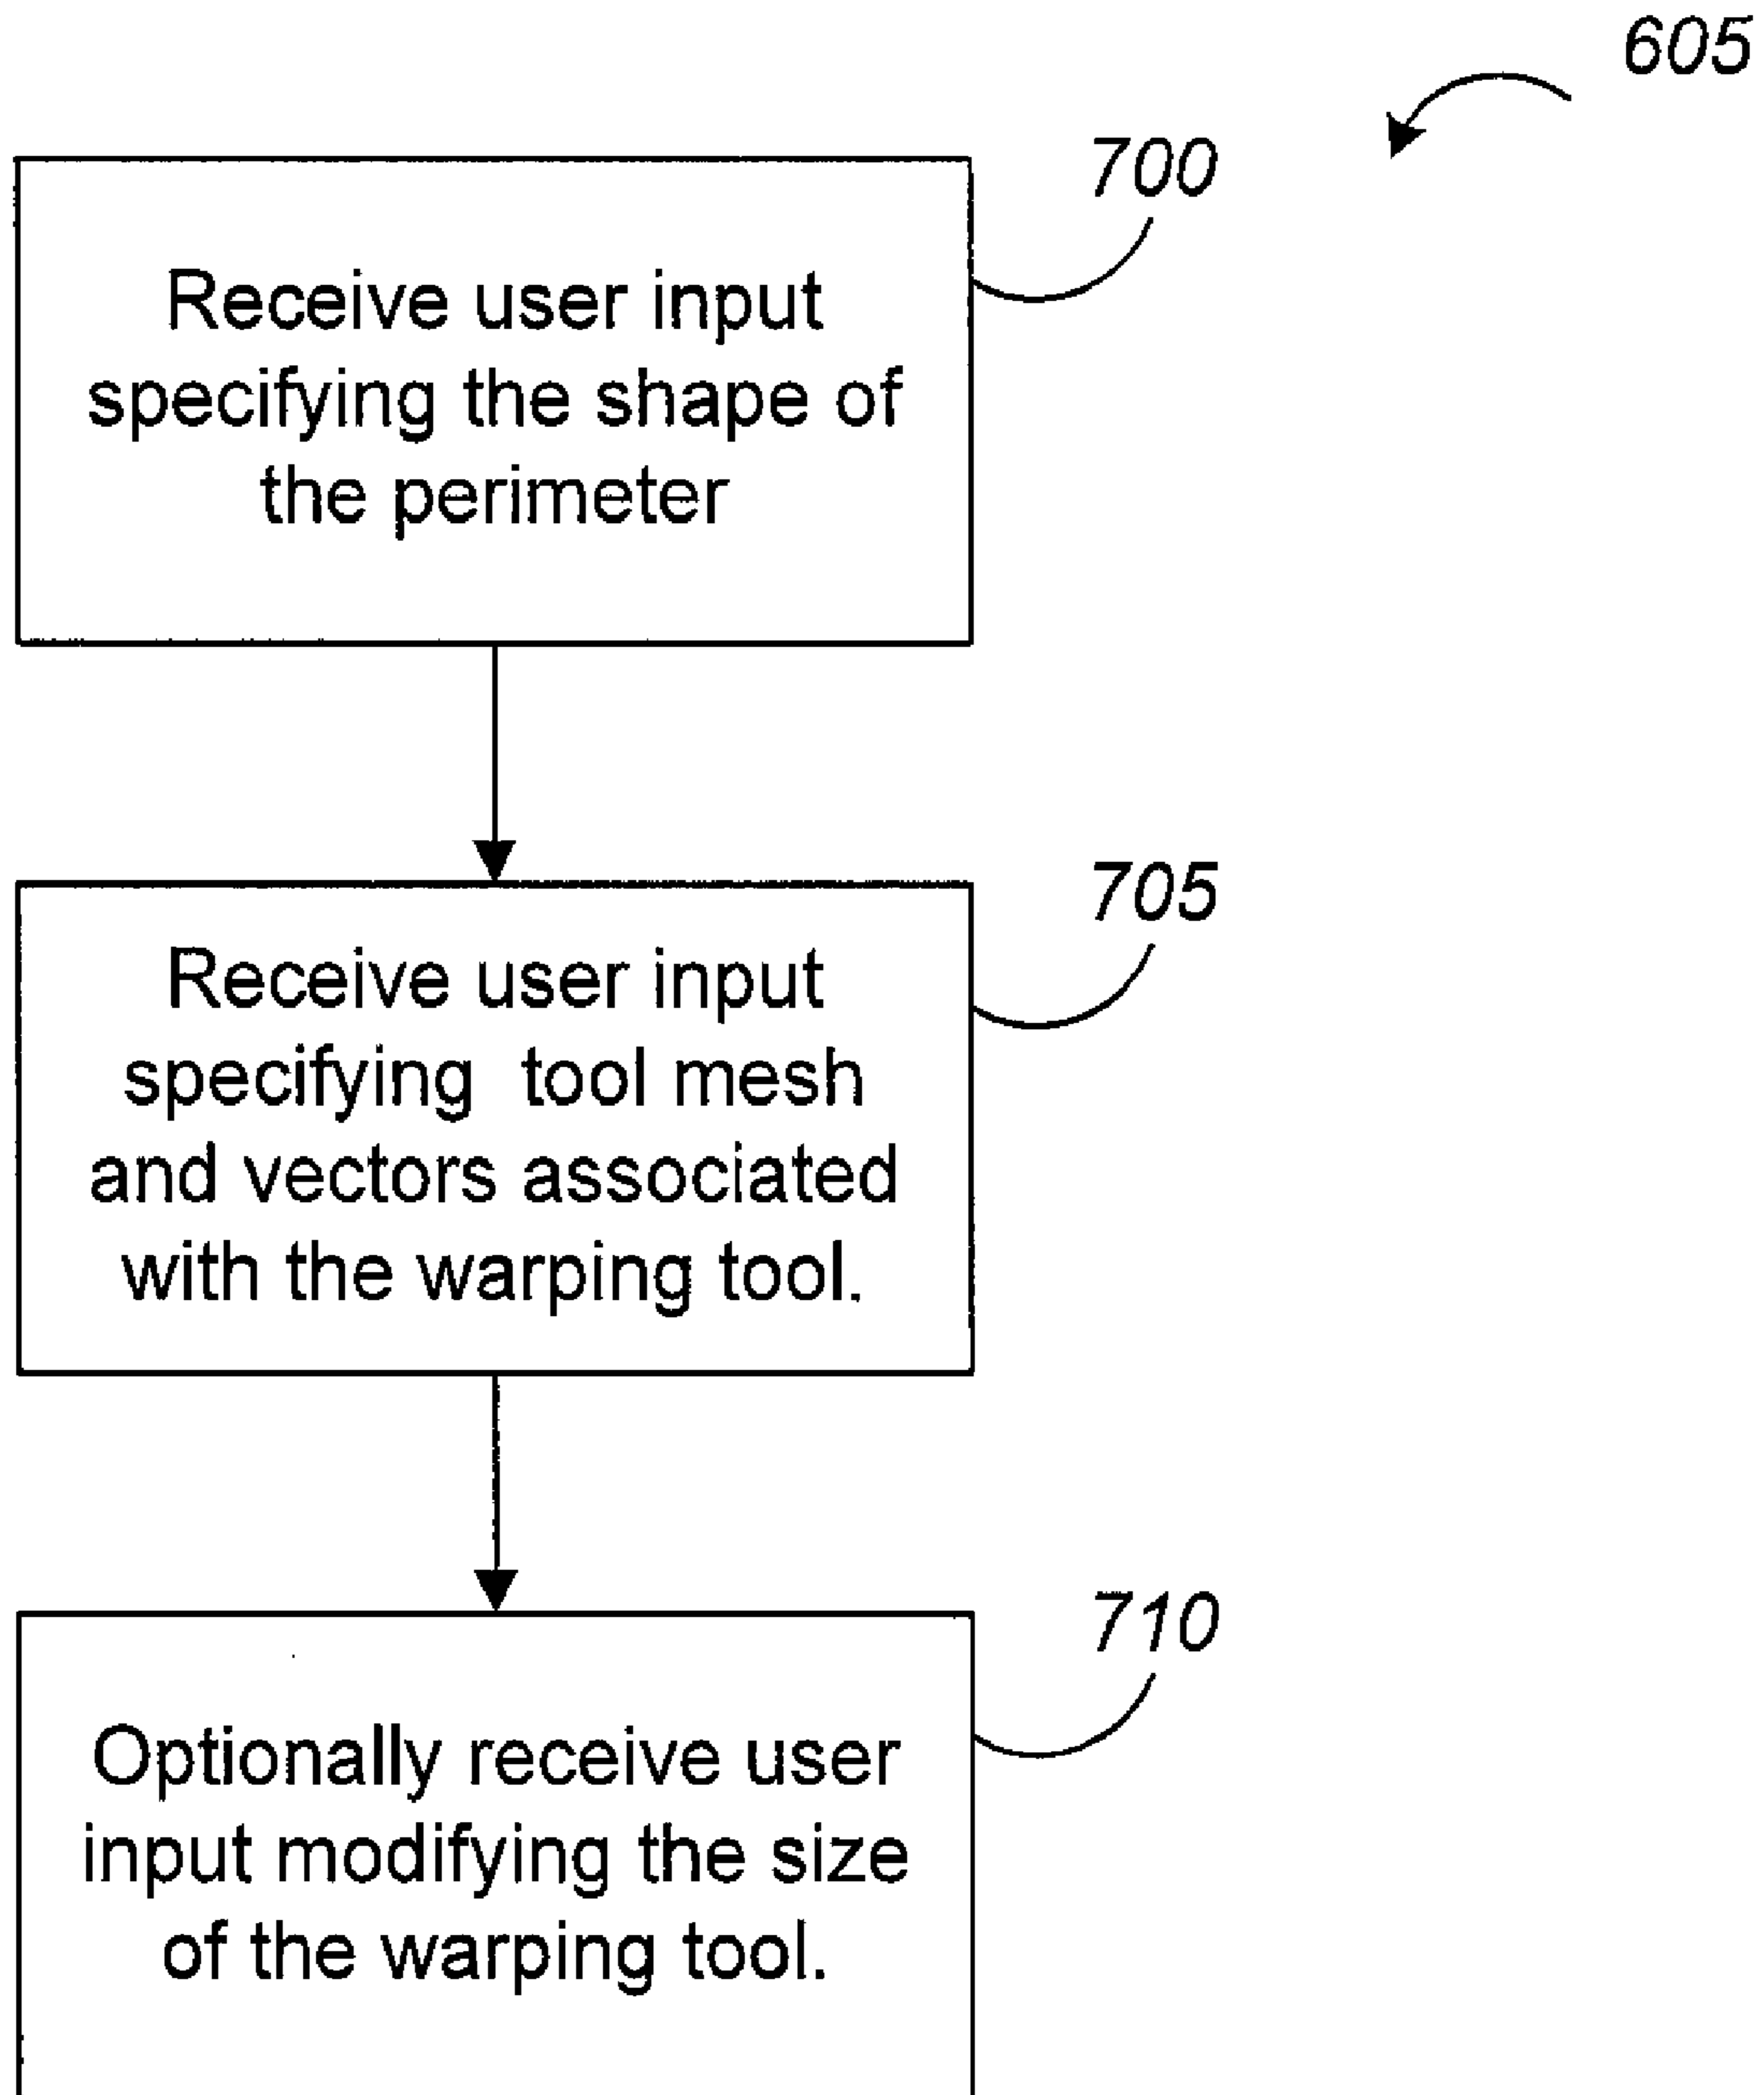 605
700
Receive user input
specifying the shape of
the perimeter
705
Receive user input
specifying tool mesh
and vectors associated
with the warping tool.
710
Optionally receive user
input modifying the size
of the warping tool.